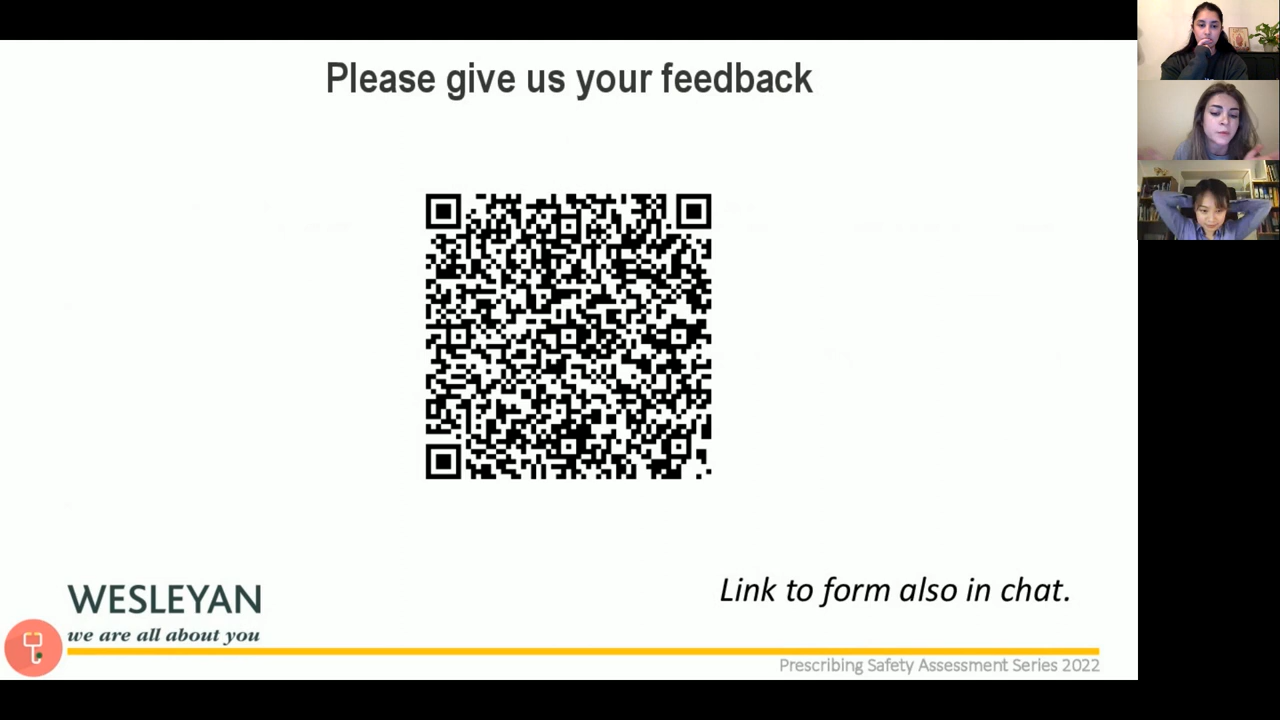 Please give us your feedback
WESLEYAN
we are all about you
Link to form also in chat.
Prescribing Safety Assessment Series 2022